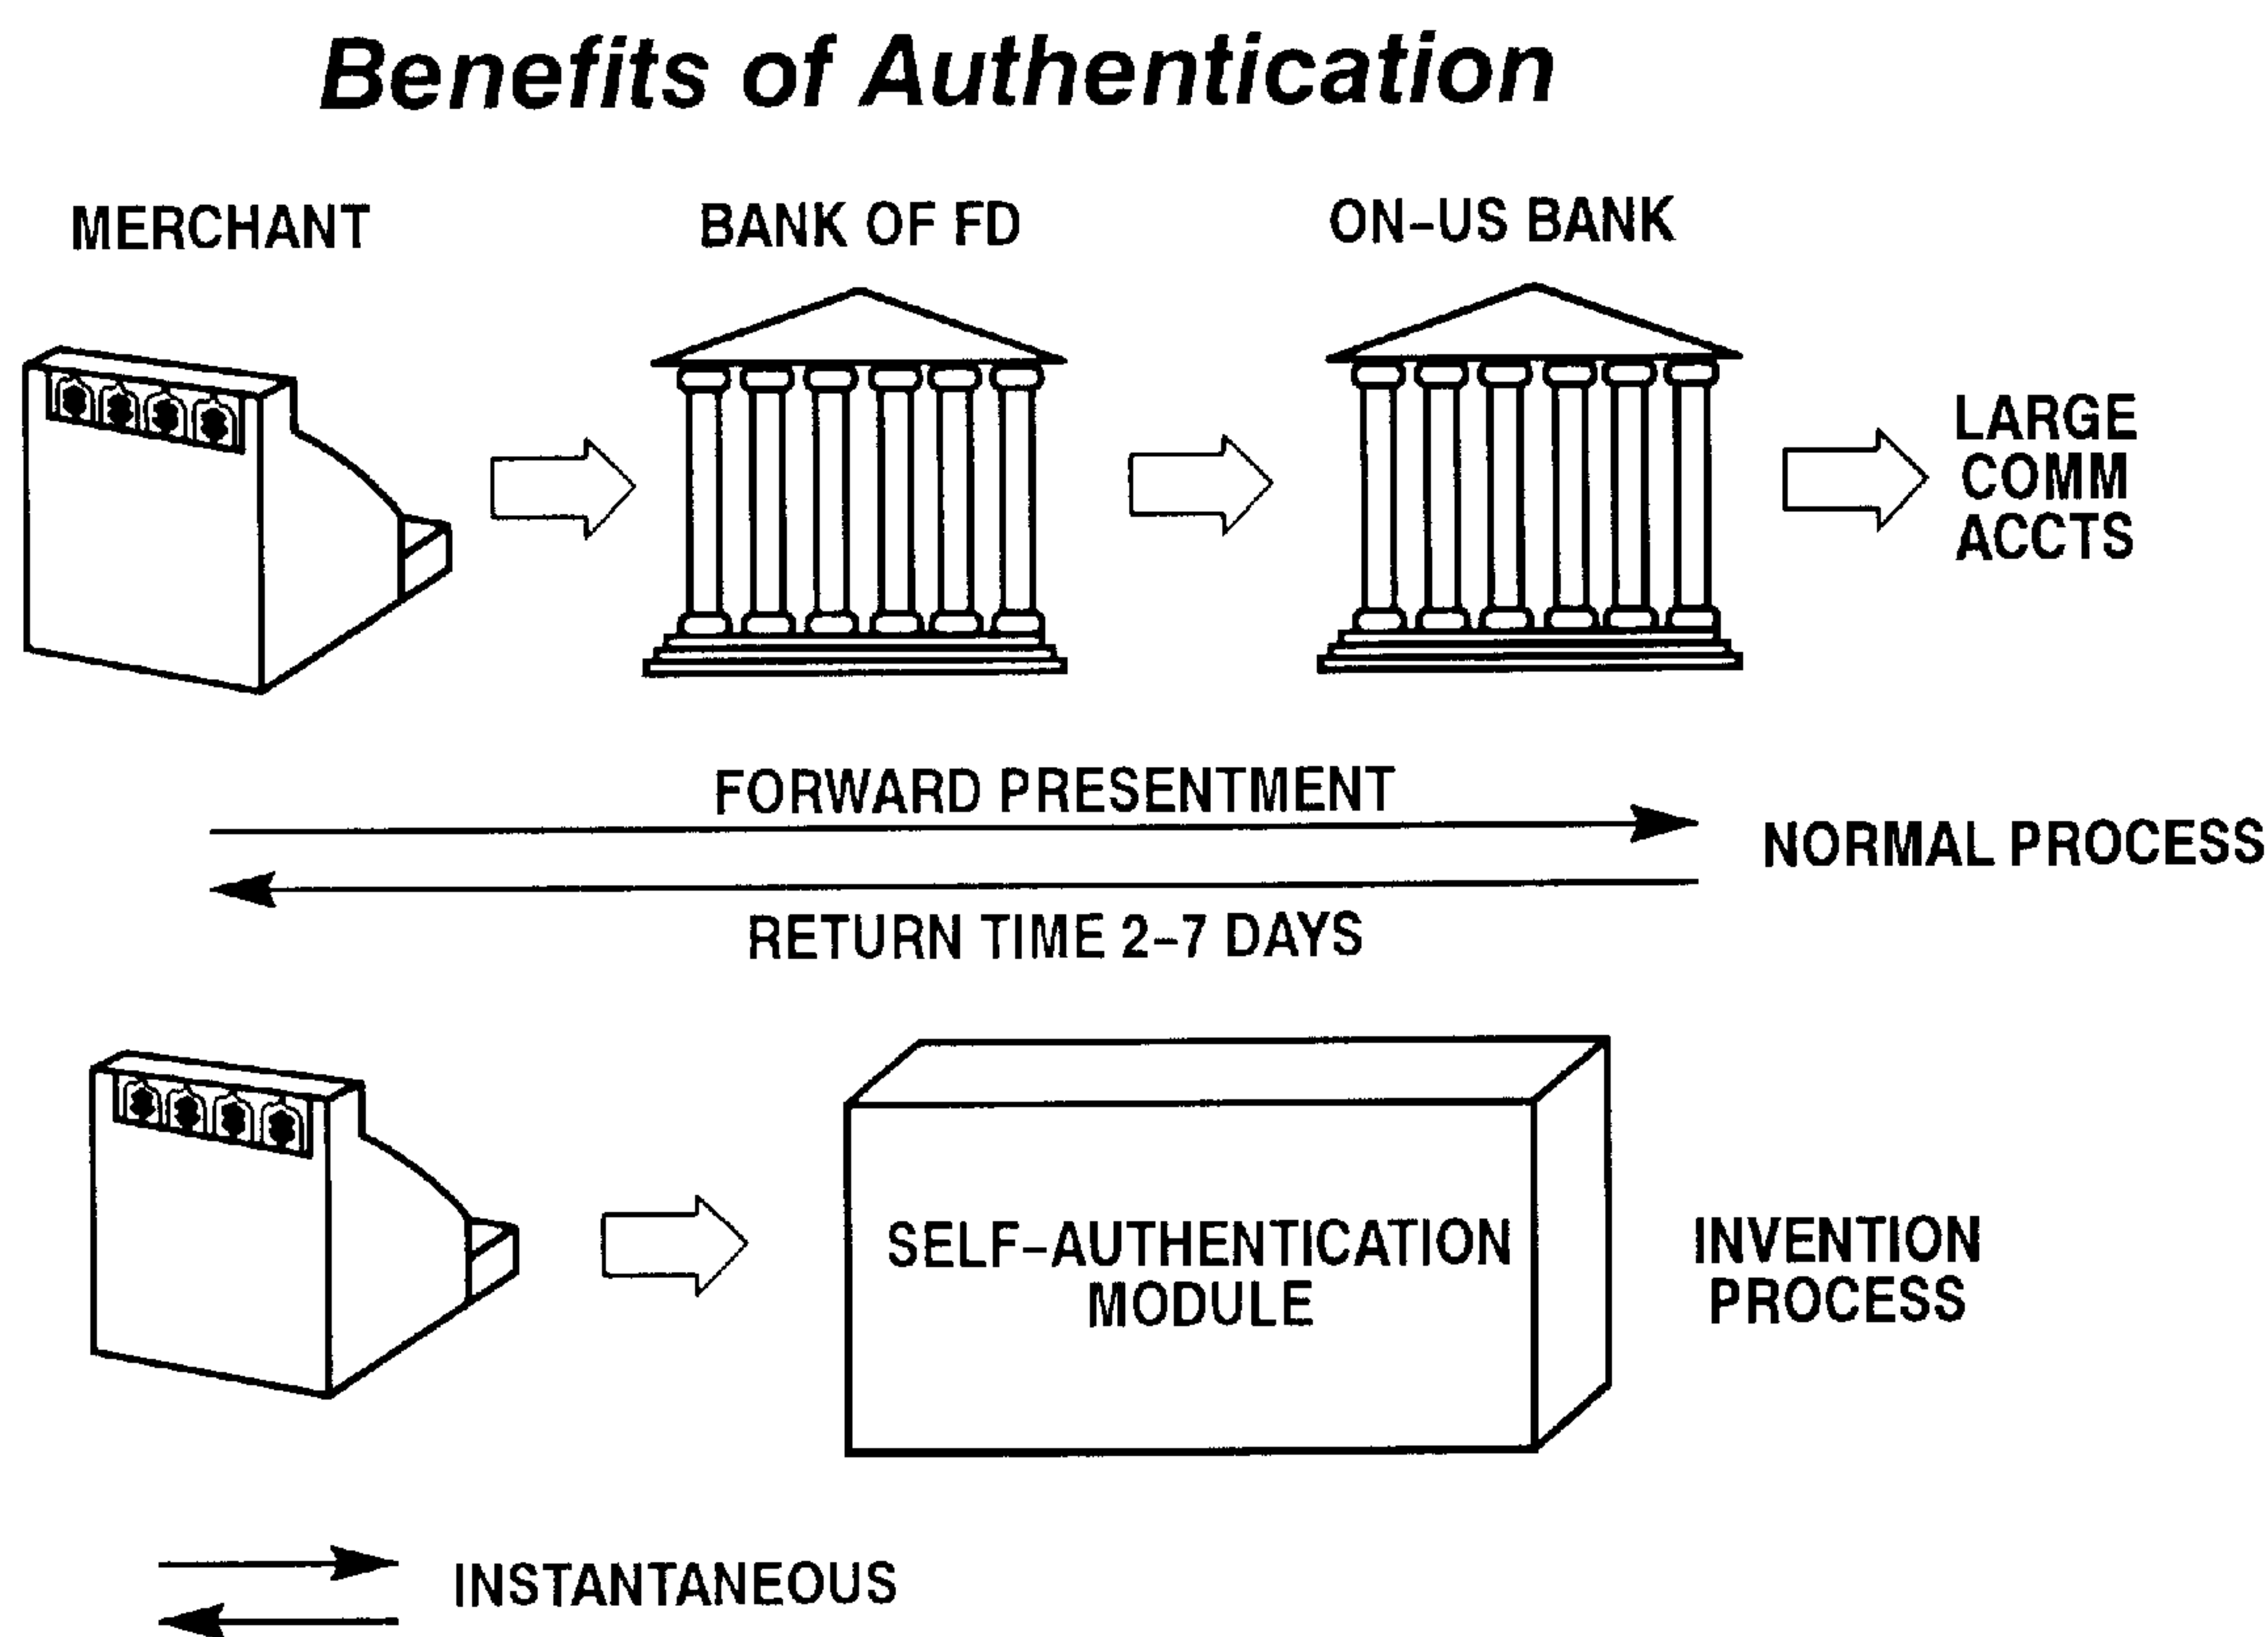 Benefits of Authentication
MERCHANT
BANK OF FD
ON-US BANK
LARGE
COMM
ACCTS
FORWARD PRESENTMENT
NORMAL PROCESS
RETURN TIME 2-7 DAYS
SELF-AUTHENTICATION
MODULE
INVENTION
PROCESS
INSTANTANEOUS